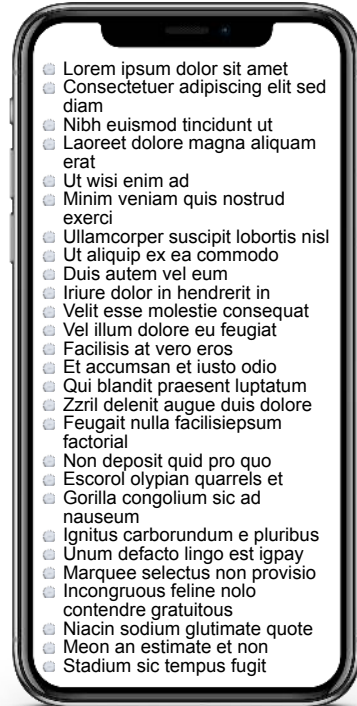 Lorem ipsum dolor sit amet
Consectetuer adipiscing elit sed
diam
Nibh euismod tincidunt ut
Laoreet dolore magna aliquam
erat
Ut wisi enim ad
Minim veniam quis nostrud
exerci
Ullamcorper suscipit lobortis nisl
Ut aliquip ex ea commodo
Duis autem vel eum
Iriure dolor in hendrerit in
Velit esse molestie consequat
Vel illum dolore eu feugiat
Facilisis at vero eros
Et accumsan et iusto odio
Qui blandit praesent luptatum
Zzril delenit augue duis dolore
Feugait nulla facilisiepsum
factorial
Non deposit quid pro quo
Escorol olypian quarrels et
Gorilla congolium sic ad
nauseum
Ignitus carborundum e pluribus
Unum defacto lingo est igpay
Marquee selectus non provisio
Incongruous feline nolo
contendre gratuitous
Niacin sodium glutimate quote
Meon an estimate et non
Stadium sic tempus fugit